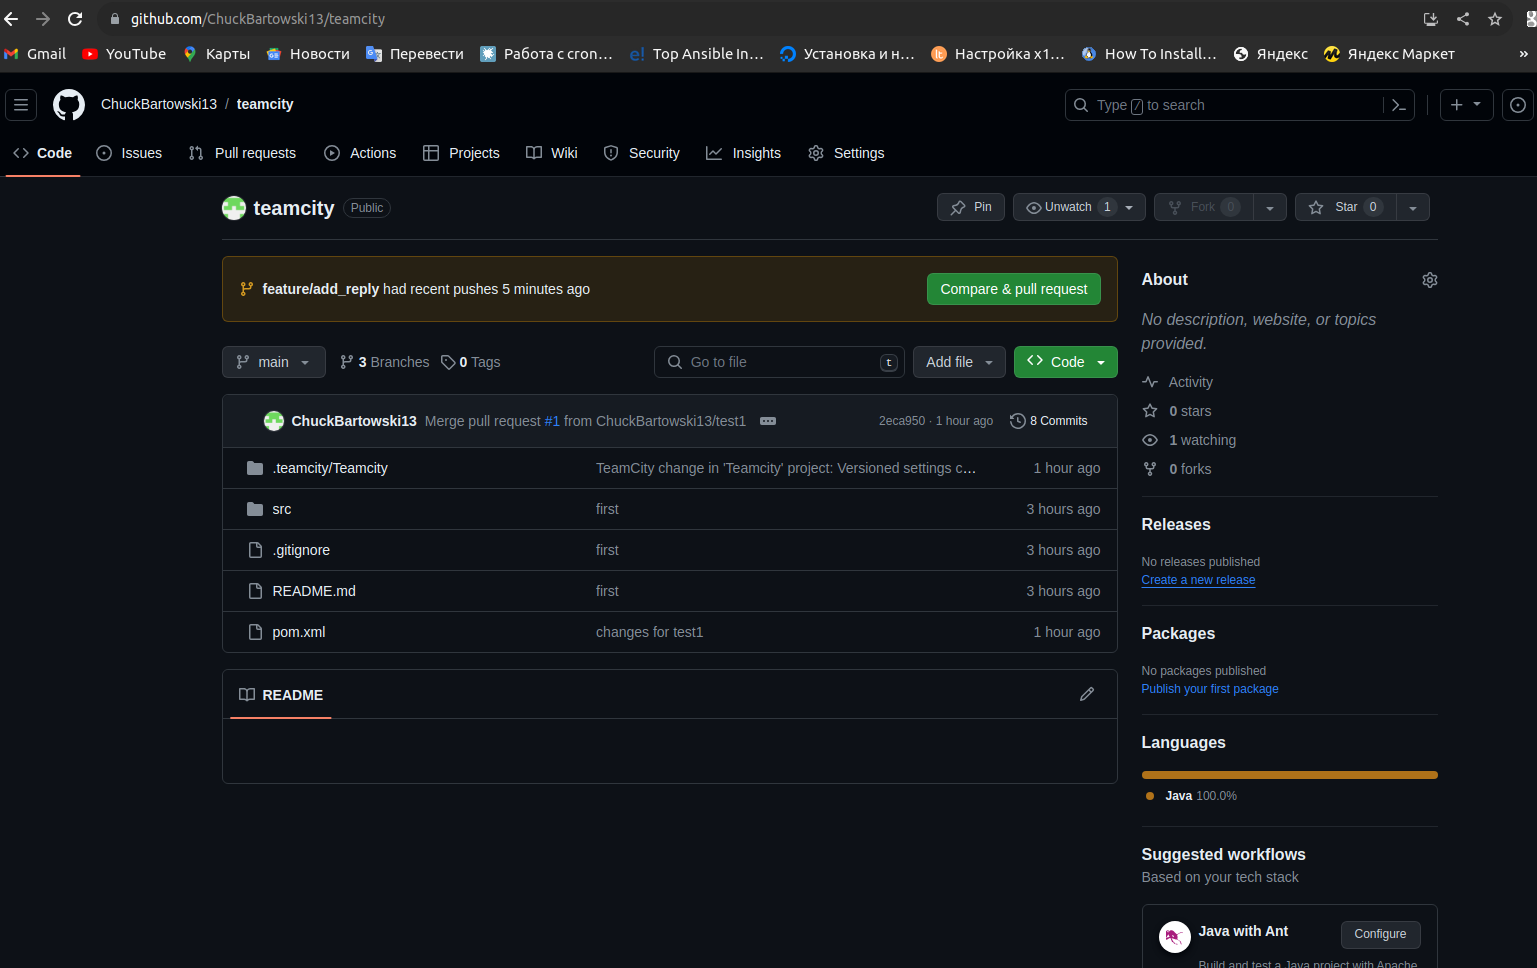 github.com/ChuckBartowski13/teamcity
Gmail YouTube Карты Новости Перевести Работа с cron... Top Ansible In... Установка и н... Настройка x1... How To Install... Яндекс Яндекс Маркет »
ChuckBartowski13 / teamcity Type / to search
Code Issues Pull requests Actions Projects Wiki Security Insights Settings
teamcity Public Pin Unwatch 1 Fork 0 Star 0
feature/add_reply had recent pushes 5 minutes ago Compare & pull request
main 3 Branches 0 Tags Go to file t Add file Code
ChuckBartowski13 Merge pull request #1 from ChuckBartowski13/test1 2eca950 · 1 hour ago 8 Commits
.teamcity/Teamcity TeamCity change in 'Teamcity' project: Versioned settings c… 1 hour ago
src first 3 hours ago
.gitignore first 3 hours ago
README.md first 3 hours ago
pom.xml changes for test1 1 hour ago
README
About
No description, website, or topics
provided.
Activity
0 stars
1 watching
0 forks
Releases
No releases published
Create a new release
Packages
No packages published
Publish your first package
Languages
Java 100.0%
Suggested workflows
Based on your tech stack
Java with Ant Configure
Build and test a Java project with Apache